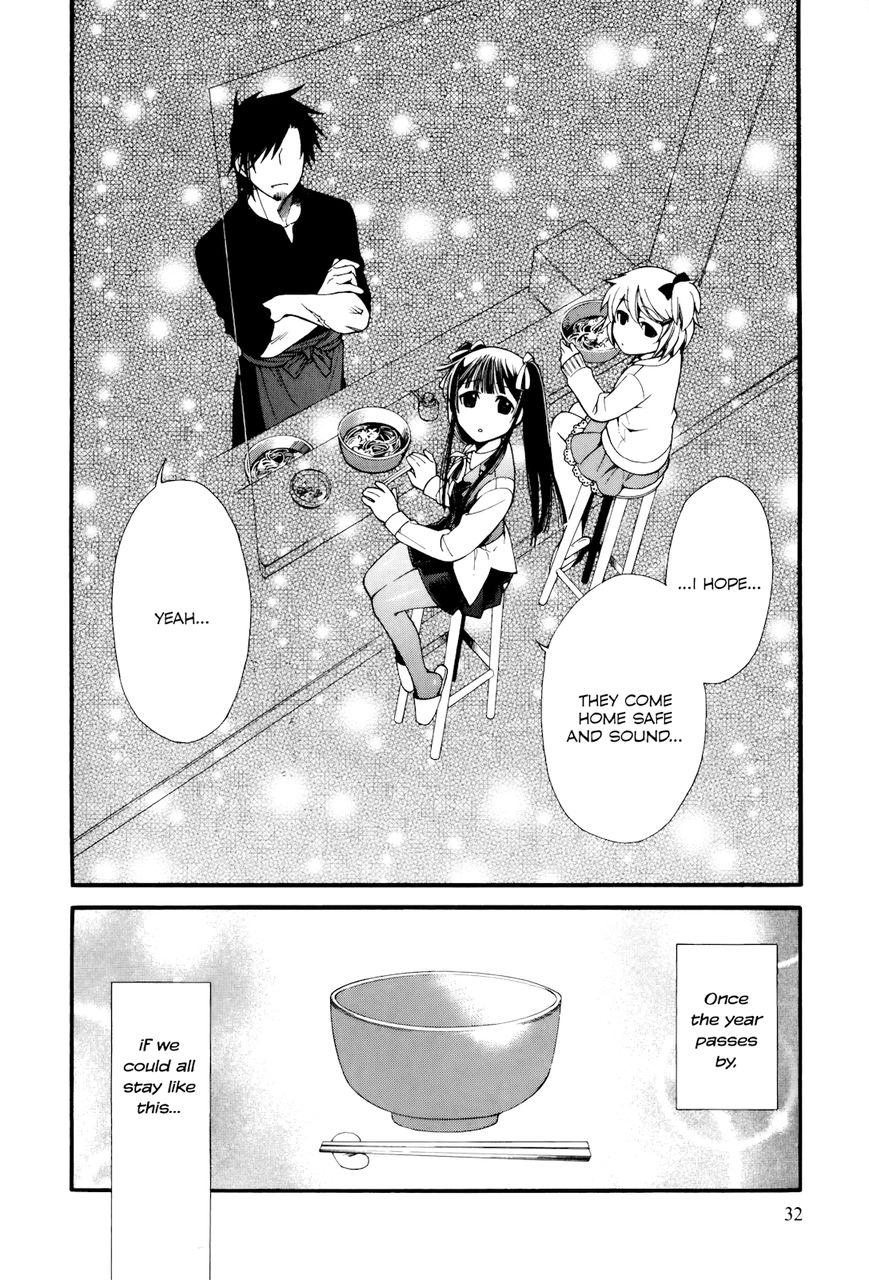 ...I HOPE...
THEY COME
HOME SAFE
AND SOUND...
YEAH...
Once
the year
passes
by,
if we
could all
stay like
this...
32